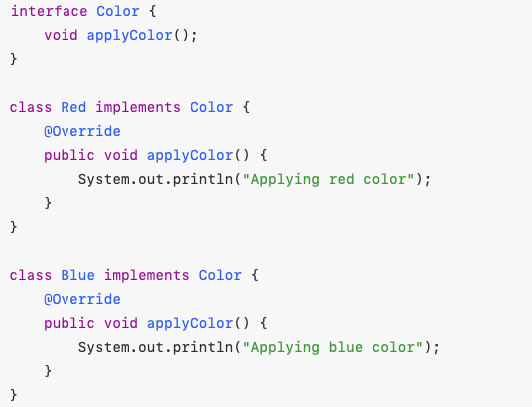 interface Color {
    void applyColor();
}

class Red implements Color {
    @Override
    public void applyColor() {
        System.out.println("Applying red color");
    }
}

class Blue implements Color {
    @Override
    public void applyColor() {
        System.out.println("Applying blue color");
    }
}